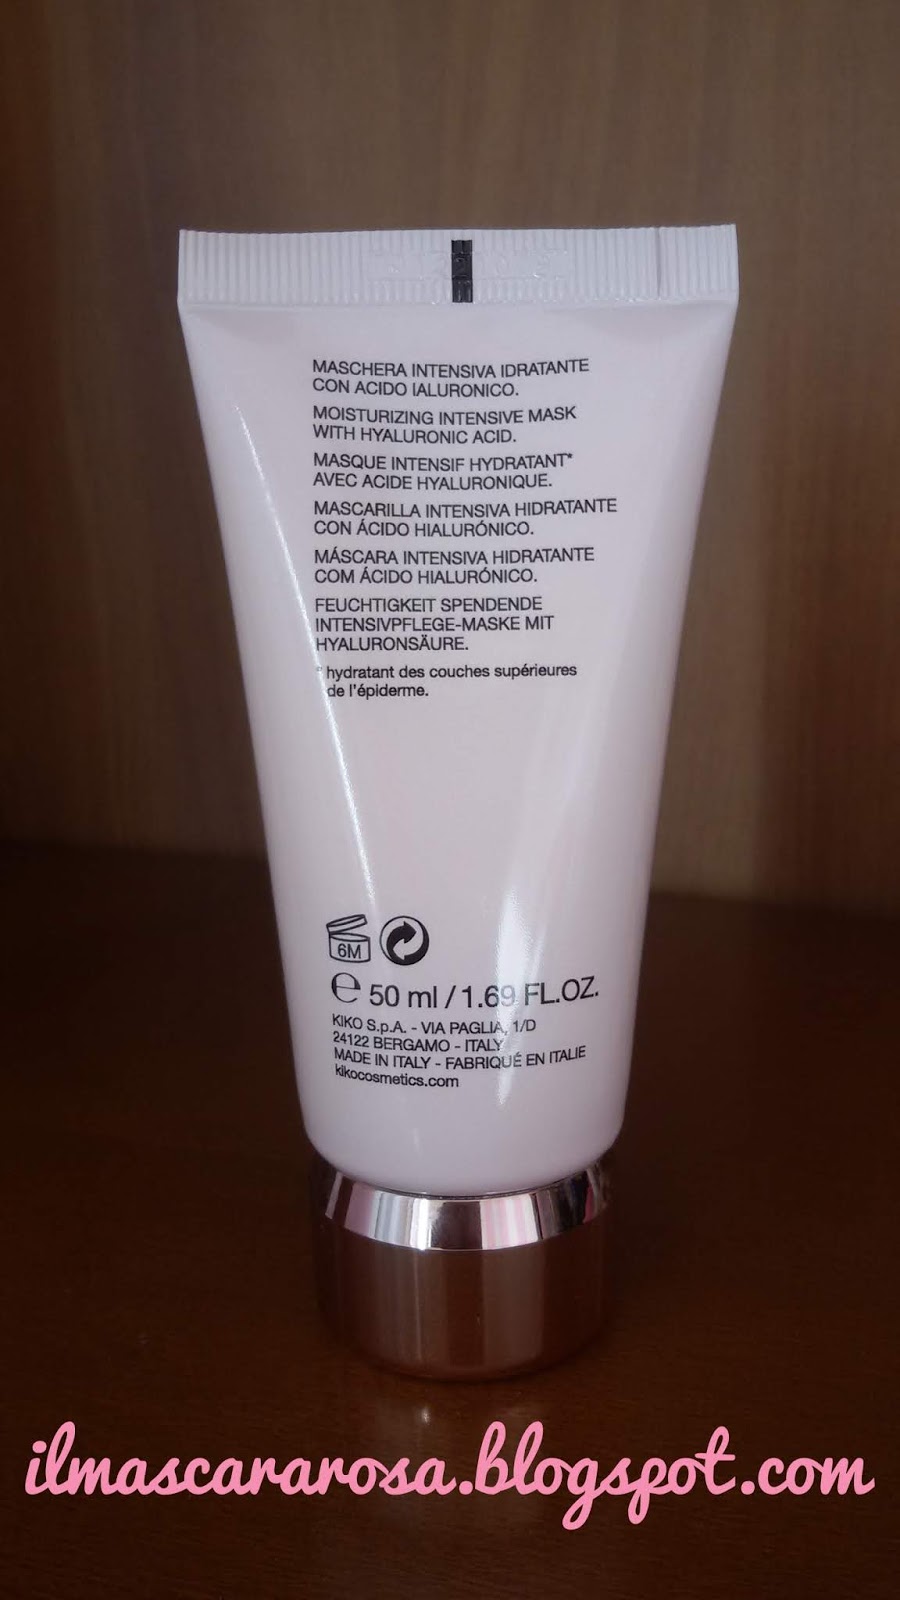 MASCHERA INTENSIVA IDRATANTE
CON ACIDO IALURONICO.
MOISTURIZING INTENSIVE MASK
WITH HYALURONIC ACID.
MASQUE INTENSIF HYDRATANT*
AVEC ACIDE HYALURONIQUE.
MASCARILLA INTENSIVA HIDRATANTE
CON ÁCIDO HIALURÓNICO.
MÁSCARA INTENSIVA HIDRATANTE
COM ÁCIDO HIALURÓNICO.
FEUCHTIGKEIT SPENDENDE
INTENSIVPFLEGE-MASKE MIT
HYALURONSÄURE.
* hydratant des couches supérieures
de l'épiderme.
6M
℮ 50 ml / 1.69 FL.OZ.
KIKO S.p.A. - VIA PAGLIA, 1/D
24122 BERGAMO - ITALY
MADE IN ITALY - FABRIQUÉ EN ITALIE
kikocosmetics.com
ilmascararosa.blogspot.com